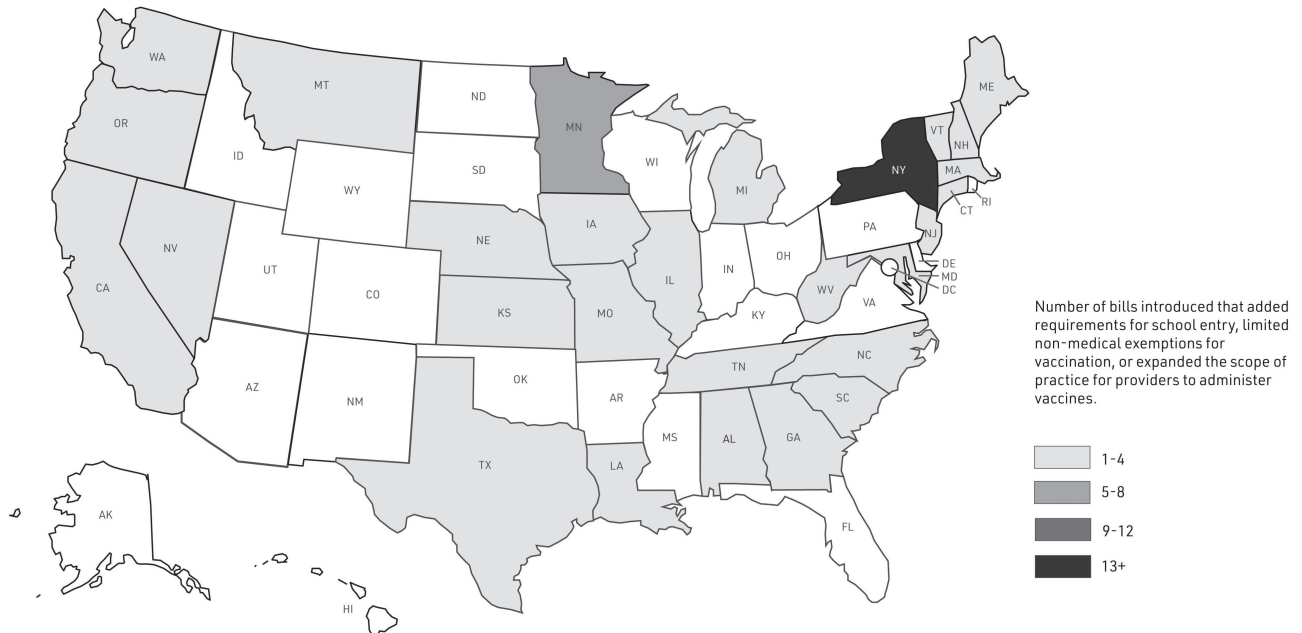 WA
MT
ND
MN
ME
OR
ID
WY
SD
WI
MI
NY
VT
NH
MA
CT
RI
CA
NV
UT
CO
NE
KS
IA
MO
IL
IN
OH
PA
NJ
DE
MD
DC
WV
VA
KY
AZ
NM
OK
AR
TN
NC
SC
TX
LA
MS
AL
GA
FL
AK
HI
Number of bills introduced that added
requirements for school entry, limited
non-medical exemptions for
vaccination, or expanded the scope of
practice for providers to administer
vaccines.
1-4
5-8
9-12
13+